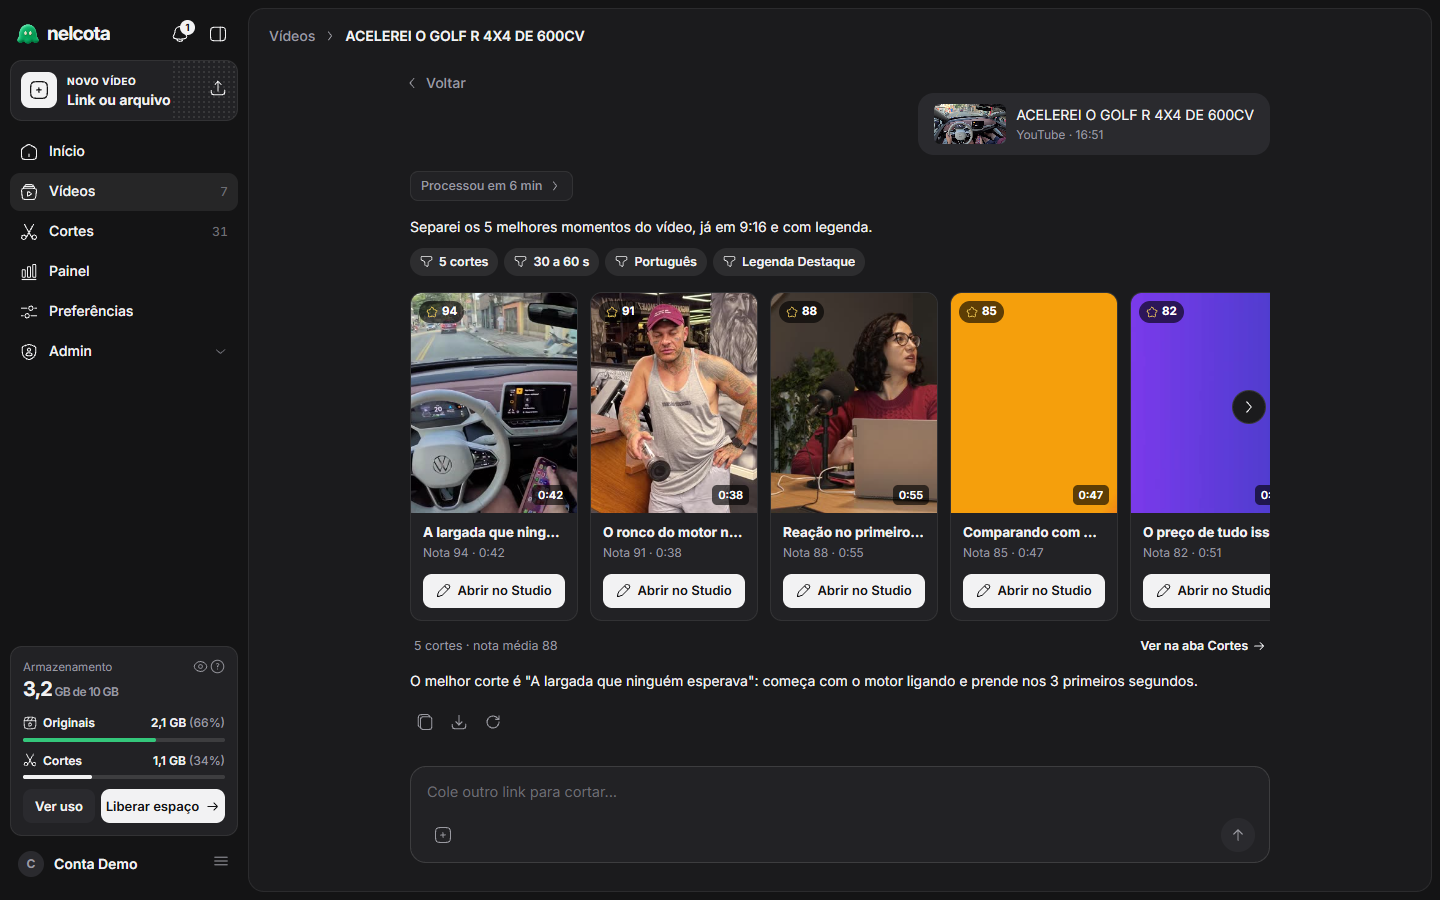 nelcota
1
NOVO VÍDEO
Link ou arquivo
Início
Vídeos 7
Cortes 31
Painel
Preferências
Admin
Armazenamento
3,2 GB de 10 GB
Originais 2,1 GB (66%)
Cortes 1,1 GB (34%)
Ver uso
Liberar espaço →
C Conta Demo
Vídeos > ACELEREI O GOLF R 4X4 DE 600CV
Voltar
ACELEREI O GOLF R 4X4 DE 600CV
YouTube · 16:51
Processou em 6 min
Separei os 5 melhores momentos do vídeo, já em 9:16 e com legenda.
5 cortes
30 a 60 s
Português
Legenda Destaque
94
0:42
A largada que ning...
Nota 94 · 0:42
Abrir no Studio
91
0:38
O ronco do motor n...
Nota 91 · 0:38
Abrir no Studio
88
0:55
Reação no primeiro...
Nota 88 · 0:55
Abrir no Studio
85
0:47
Comparando com ...
Nota 85 · 0:47
Abrir no Studio
82
0:
O preço de tudo iss
Nota 82 · 0:51
Abrir no Studio
5 cortes · nota média 88
Ver na aba Cortes →
O melhor corte é "A largada que ninguém esperava": começa com o motor ligando e prende nos 3 primeiros segundos.
Cole outro link para cortar...